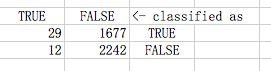 TRUE FALSE <- classified as
29 1677 TRUE
12 2242 FALSE